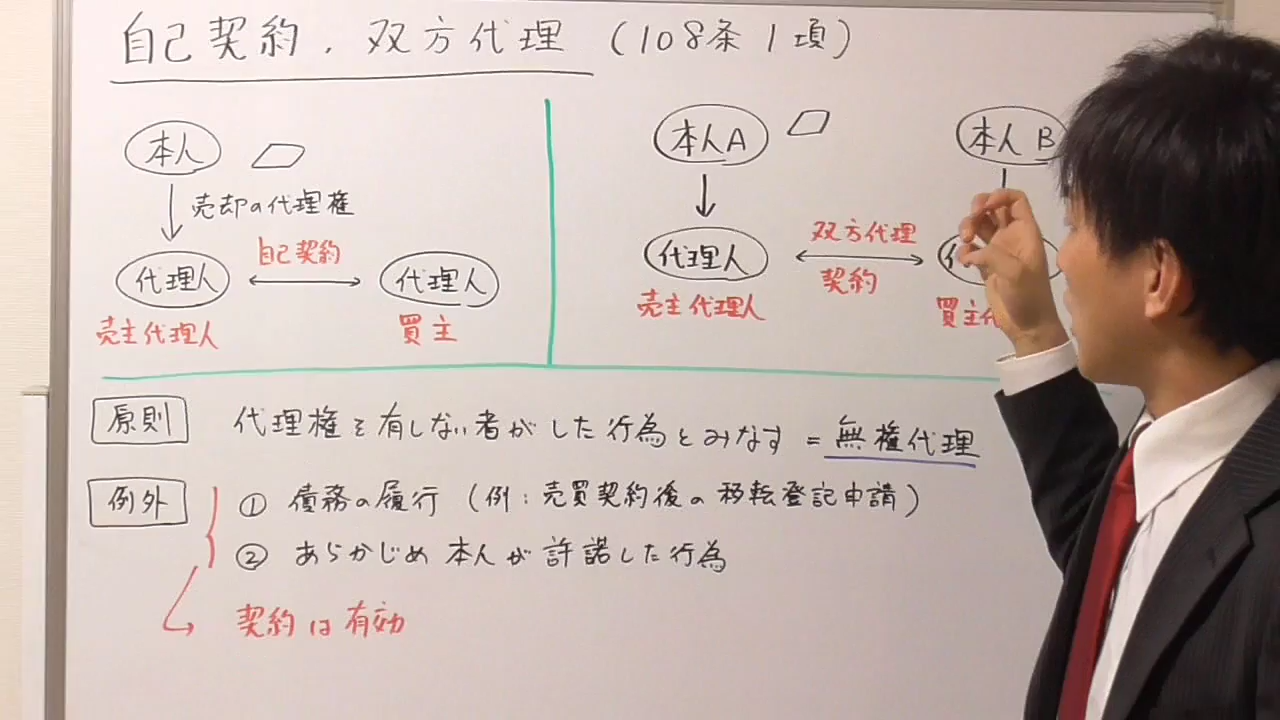 自己契約，双方代理 (108条1項)
本人
売却の代理権
代理人
自己契約
代理人
売主代理人
買主
本人A
本人B
代理人
双方代理
契約
売主代理人
買主代
原則 代理権を有しない者がした行為とみなす = 無権代理
例外 ① 債務の履行 (例：売買契約後の移転登記申請)
② あらかじめ本人が許諾した行為
契約は有効